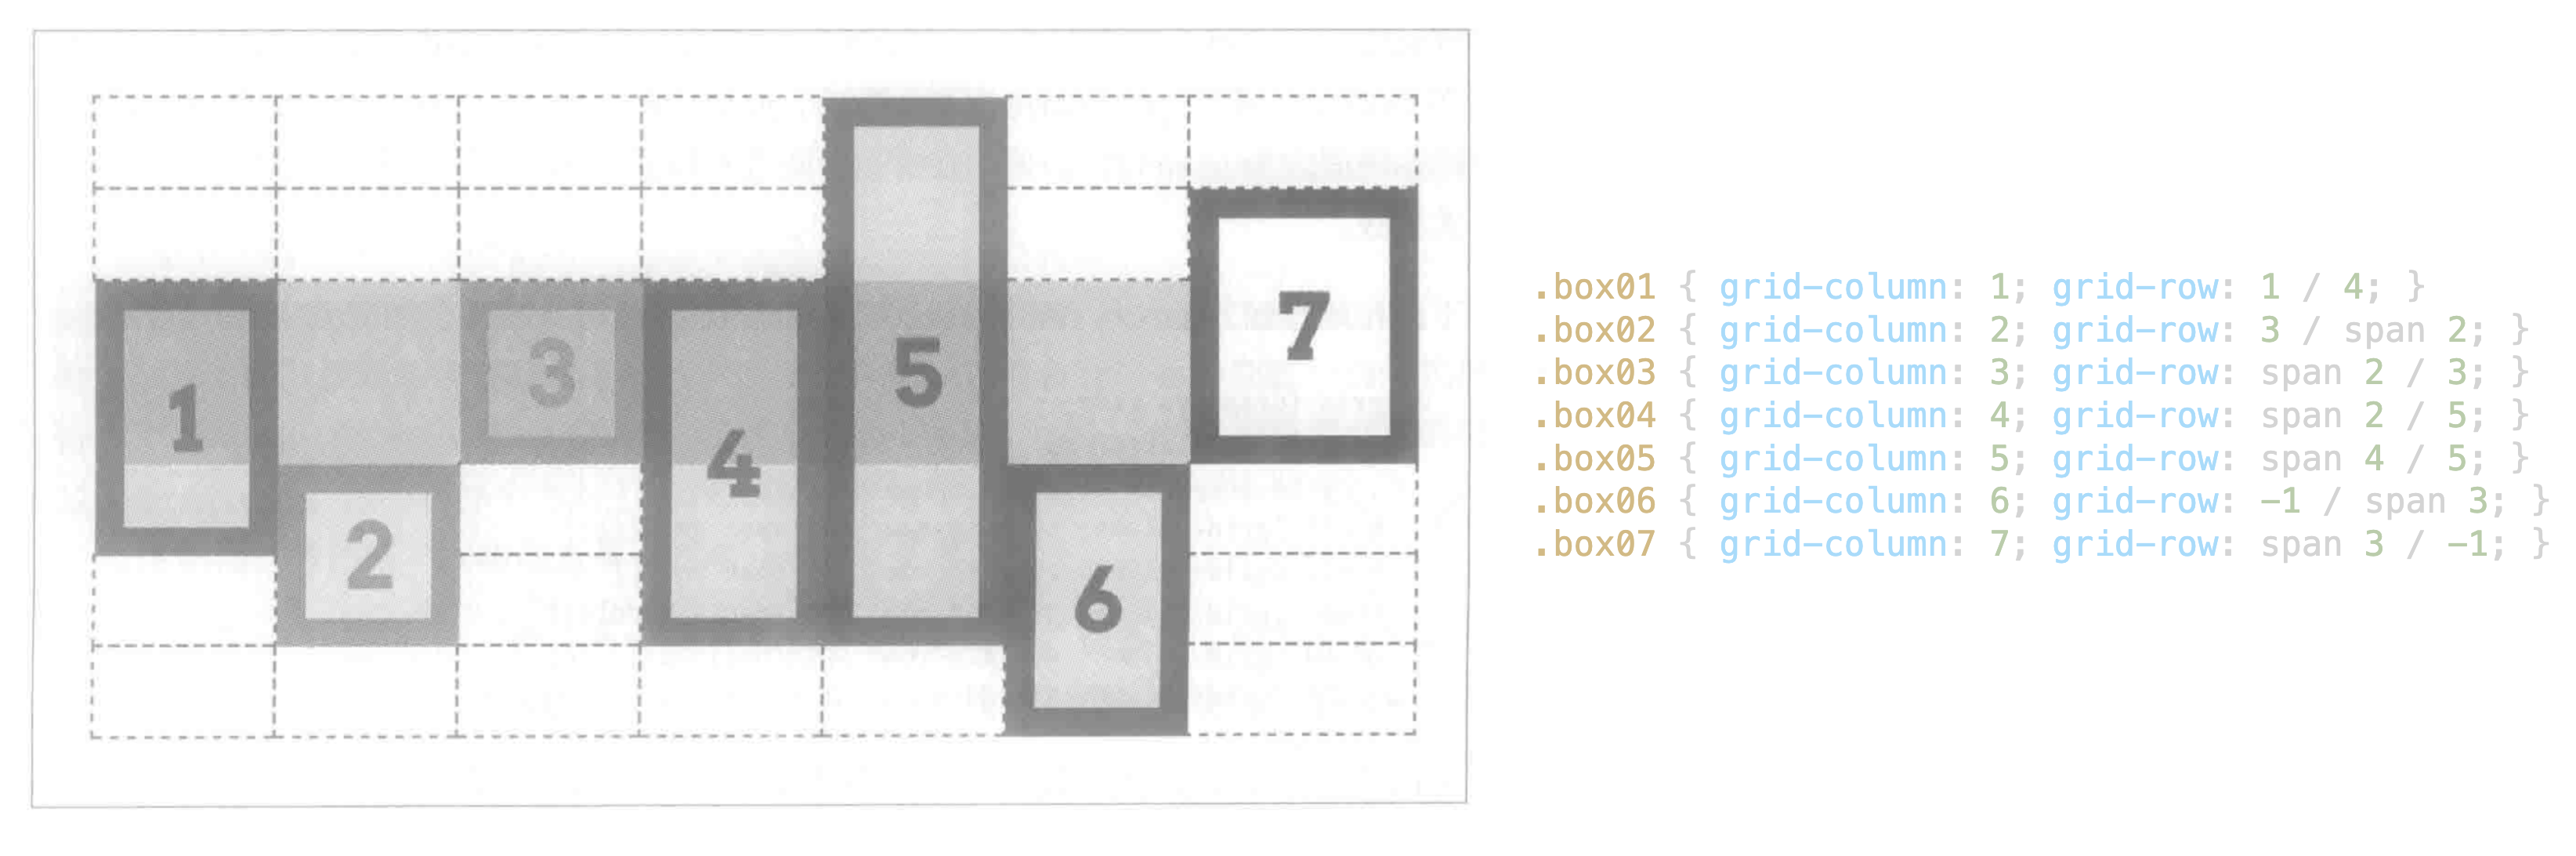 1
2
3
4
5
6
7
.box01 { grid-column: 1; grid-row: 1 / 4; }
.box02 { grid-column: 2; grid-row: 3 / span 2; }
.box03 { grid-column: 3; grid-row: span 2 / 3; }
.box04 { grid-column: 4; grid-row: span 2 / 5; }
.box05 { grid-column: 5; grid-row: span 4 / 5; }
.box06 { grid-column: 6; grid-row: -1 / span 3; }
.box07 { grid-column: 7; grid-row: span 3 / -1; }